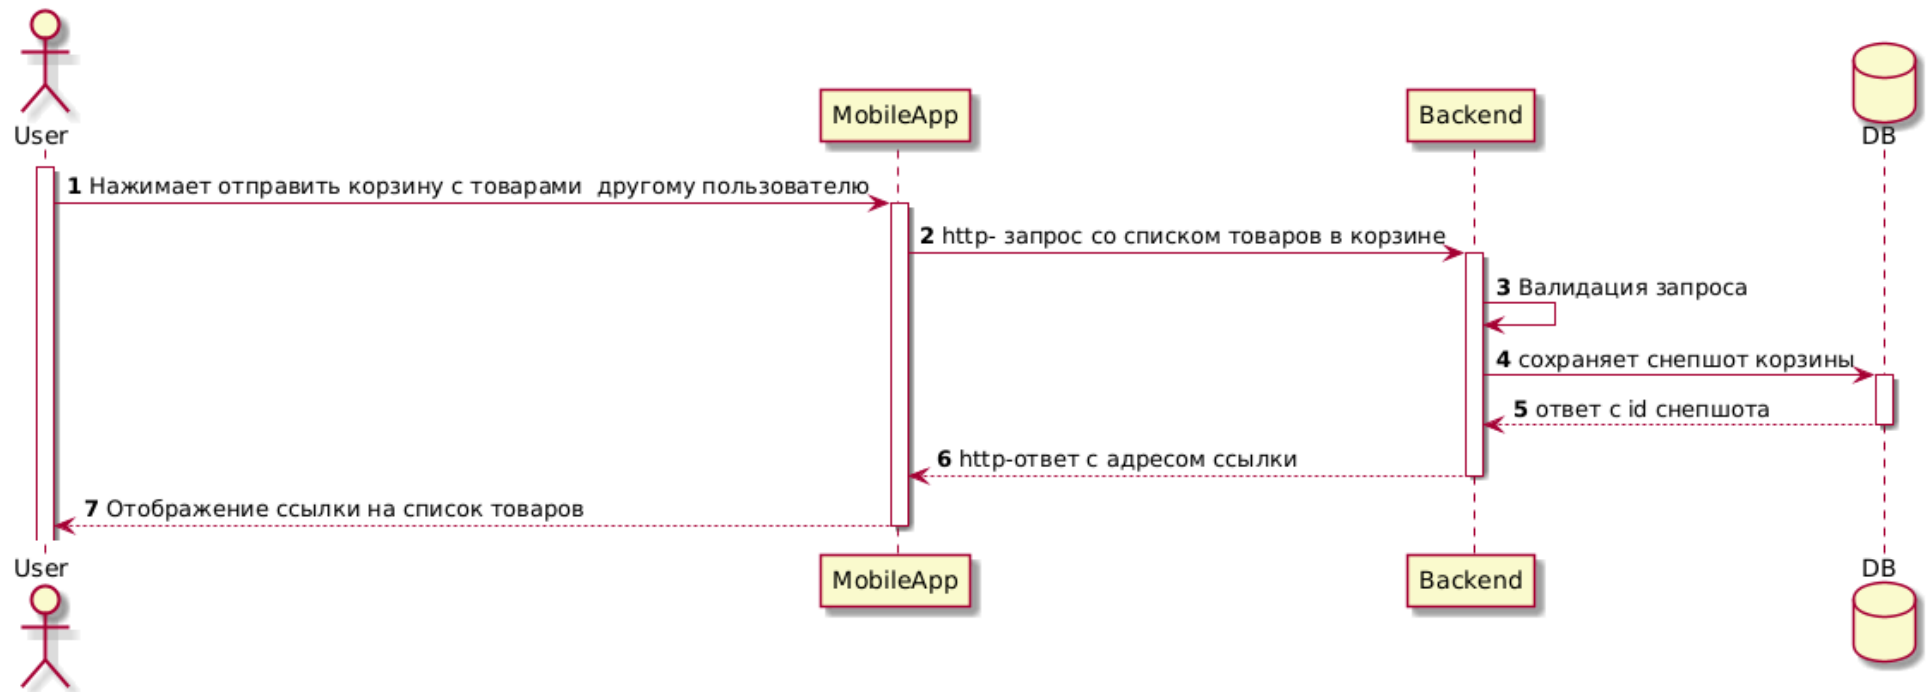 User
MobileApp
Backend
DB
1 Нажимает отправить корзину с товарами  другому пользователю
2 http- запрос со списком товаров в корзине
3 Валидация запроса
4 сохраняет снепшот корзины
5 ответ с id снепшота
6 http-ответ с адресом ссылки
7 Отображение ссылки на список товаров
User
MobileApp
Backend
DB